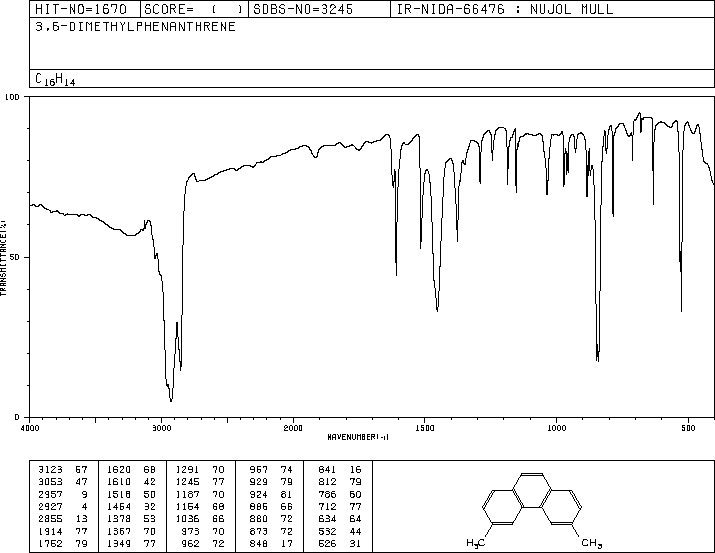 HIT-NO=1670 SCORE= ( ) SDBS-NO=3245 IR-NIDA-66476 : NUJOL MULL
3,6-DIMETHYLPHENANTHRENE
C16H14
100
50
0
TRANSMITTANCE(%)
4000 3000 2000 1500 1000 500
WAVENUMBER(-1)
3123 57 1620 68 1291 70 967 74 841 16
3053 47 1610 42 1245 77 929 79 812 79
2957 9 1518 50 1187 70 924 81 786 60
2927 4 1454 32 1154 68 886 66 712 77
2855 13 1378 53 1036 66 880 72 634 64
1914 77 1367 70 973 70 873 72 532 44
1762 79 1349 77 962 72 848 17 526 31
H3C CH3